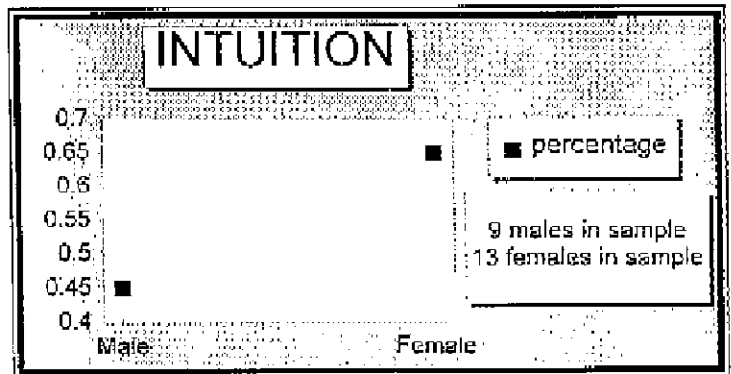 INTUITION
0.7
0.65
0.6
0.55
0.5
0.45
0.4
Male Female
percentage
9 males in sample
13 females in sample